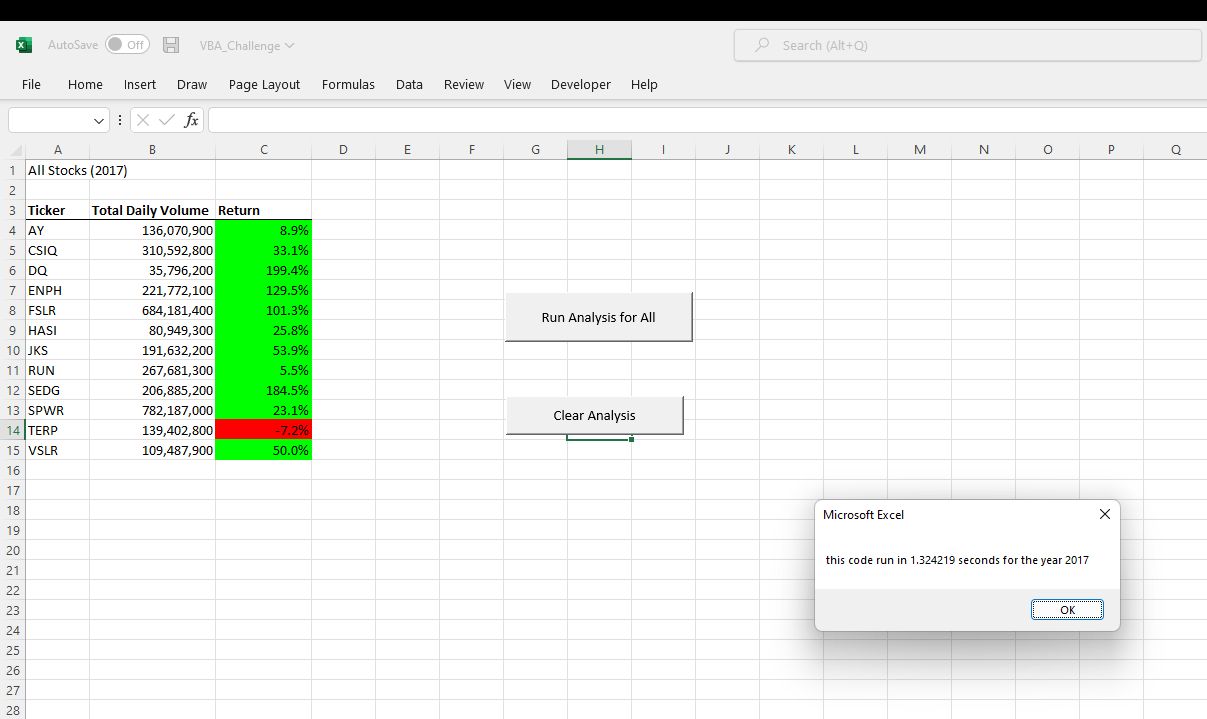 AutoSave Off VBA_Challenge Search (Alt+Q)
File Home Insert Draw Page Layout Formulas Data Review View Developer Help
fx
A B C D E F G H I J K L M N O P Q
1 All Stocks (2017)
2
3 Ticker Total Daily Volume Return
4 AY 136,070,900 8.9%
5 CSIQ 310,592,800 33.1%
6 DQ 35,796,200 199.4%
7 ENPH 221,772,100 129.5%
8 FSLR 684,181,400 101.3%
9 HASI 80,949,300 25.8%
10 JKS 191,632,200 53.9%
11 RUN 267,681,300 5.5%
12 SEDG 206,885,200 184.5%
13 SPWR 782,187,000 23.1%
14 TERP 139,402,800 -7.2%
15 VSLR 109,487,900 50.0%
16
17
18
19
20
21
22
23
24
25
26
27
28
Run Analysis for All
Clear Analysis
Microsoft Excel
this code run in 1.324219 seconds for the year 2017
OK